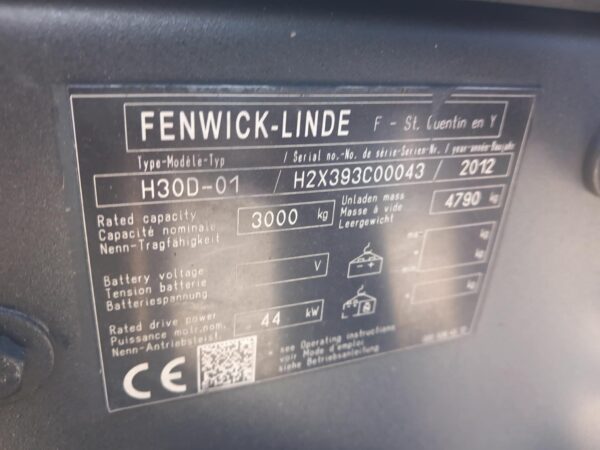 FENWICK-LINDE F - St. Quentin en Y
Type-Modèle-Typ / Serial no.-No. de série-Serien-Nr. / year-année-Baujahr
H30D-01 / H2X393C00043 / 2012
Rated capacity
Capacité nominale
Nenn-Tragfähigkeit
3000 kg
Unladen mass
Masse à vide
Leergewicht
4790 kg
Battery voltage
Tension batterie
Batteriespannung
V
- +
kg
kg
kg
Rated drive power
Puissance motr.nom.
Nenn-Antriebsleist.
44 kW
* see Operating instructions
voir Mode d'emploi
siehe Betriebsanleitung
CE